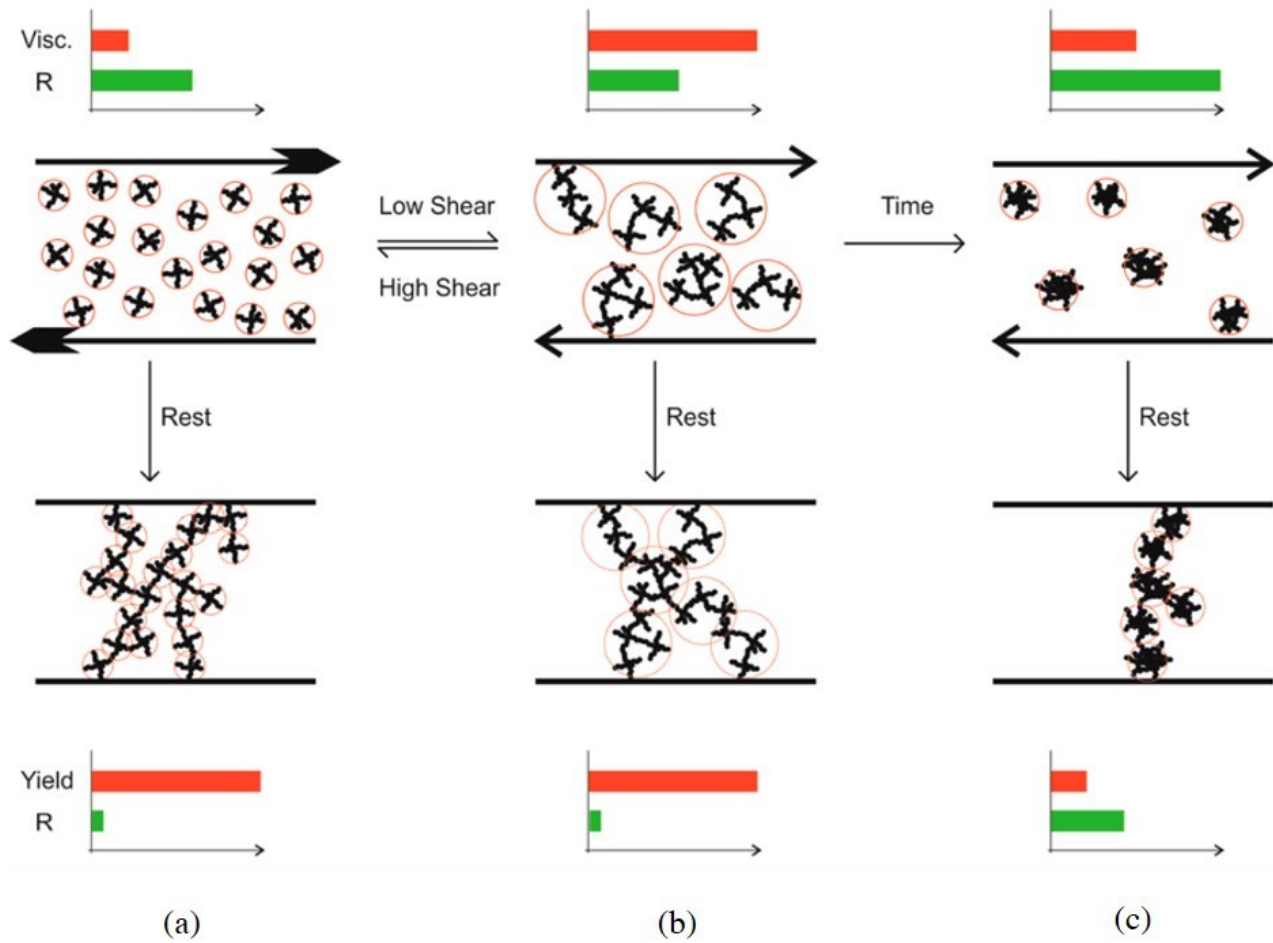 Visc.
R
Low Shear
High Shear
Time
Rest
Rest
Rest
Yield
R
(a)
(b)
(c)